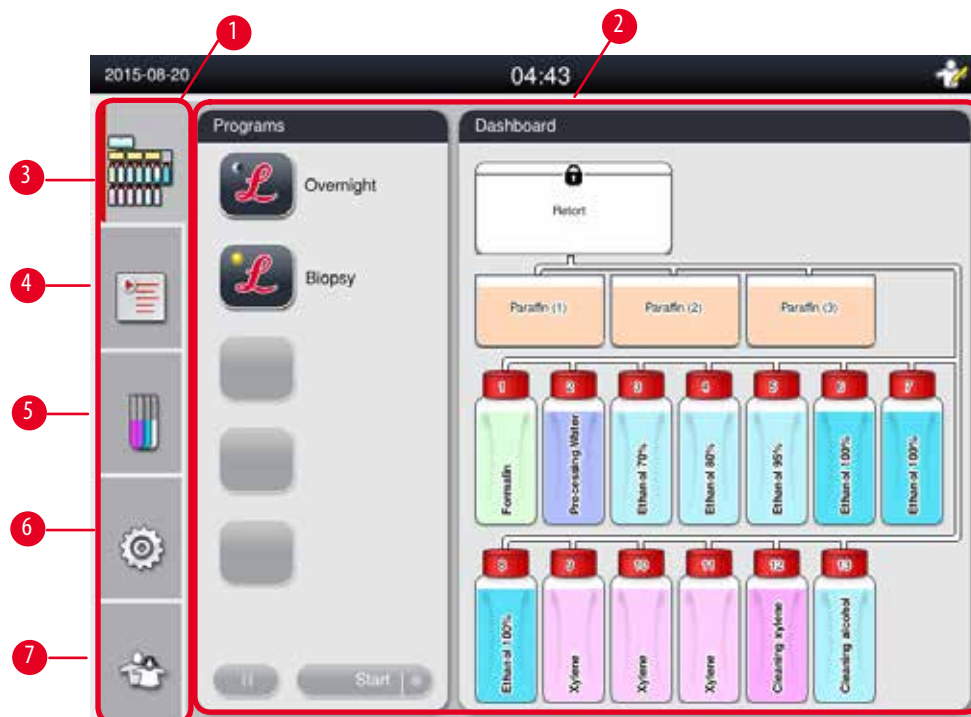 1
2
2015-08-20
04:43
Programs
Dashboard
3
Overnight
Retort
4
Biopsy
Paraffin (1)
Paraffin (2)
Paraffin (3)
5
1
2
3
4
5
6
7
Formalin
Processing Water
Ethanol 70%
Ethanol 80%
Ethanol 95%
Ethanol 100%
Ethanol 100%
6
8
9
10
11
12
13
Ethanol 100%
Xylene
Xylene
Xylene
Cleaning xylene
Cleaning alcohol
7
Start